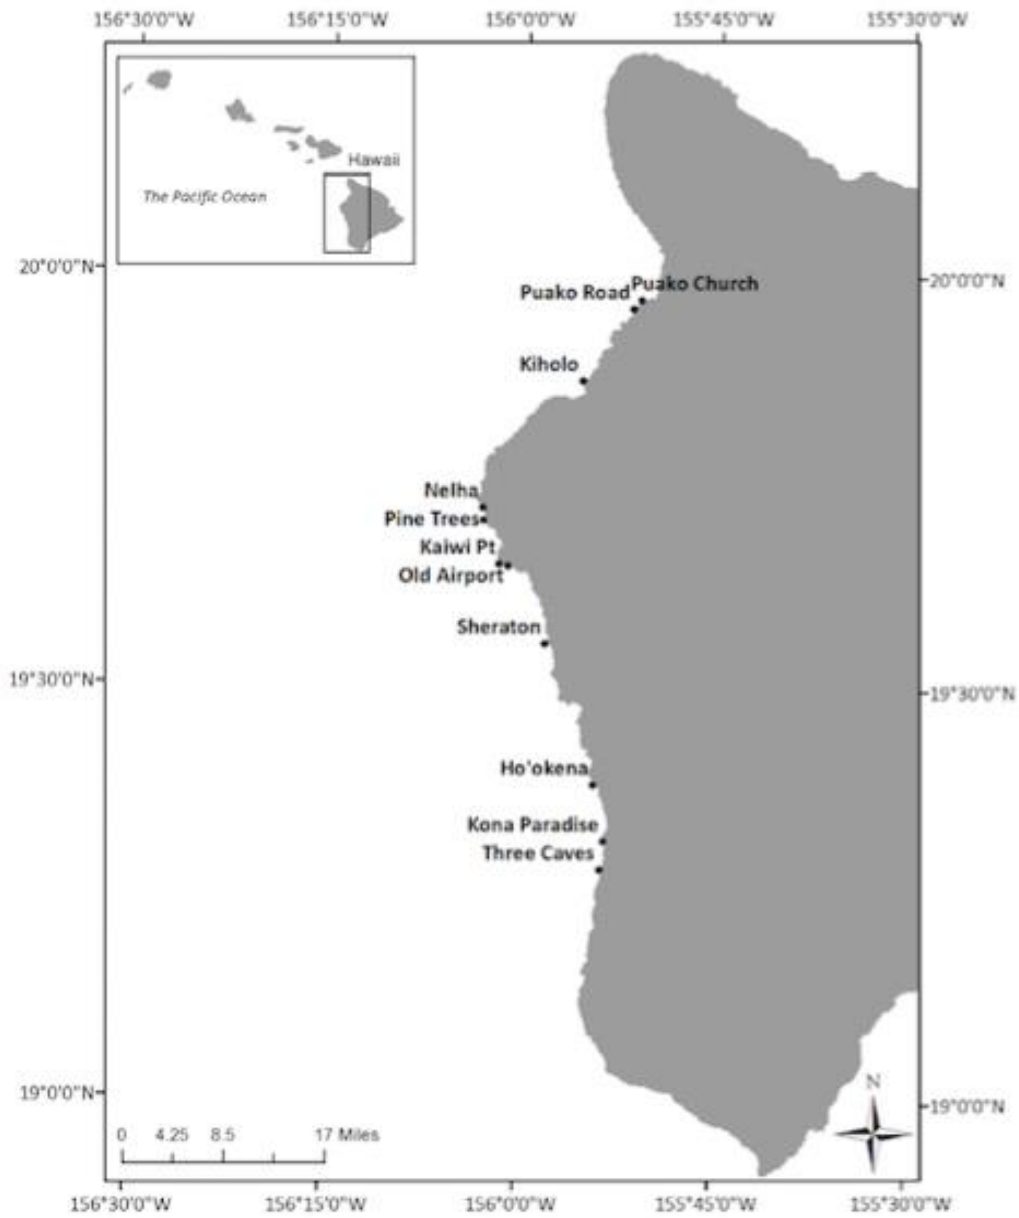 156°30'0"W 156°15'0"W 156°0'0"W 155°45'0"W 155°30'0"W
Hawaii
The Pacific Ocean
20°0'0"N 20°0'0"N
Puako Church
Puako Road
Kiholo
Nelha
Pine Trees
Kaiwi Pt
Old Airport
Sheraton
19°30'0"N 19°30'0"N
Ho'okena
Kona Paradise
Three Caves
N
19°0'0"N 19°0'0"N
0 4.25 8.5 17 Miles
156°30'0"W 156°15'0"W 156°0'0"W 155°45'0"W 155°30'0"W